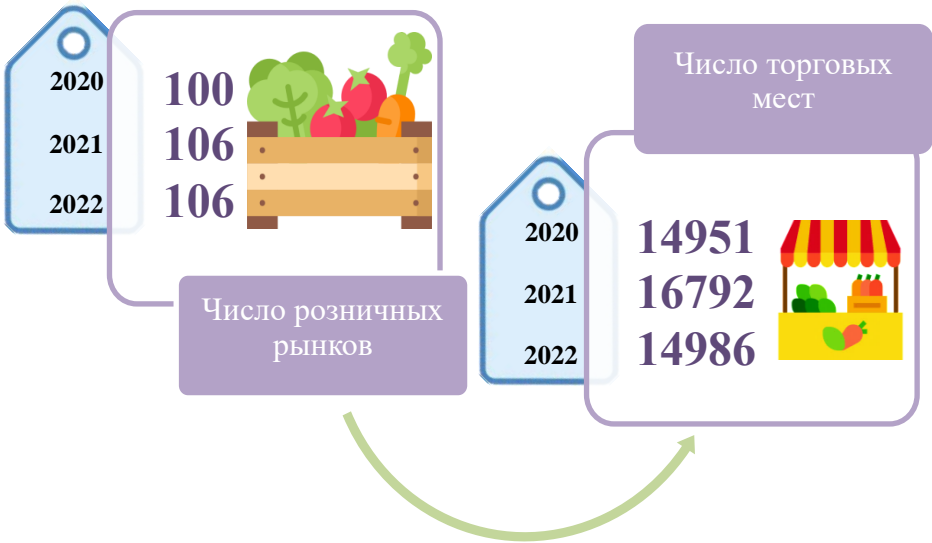 2020 100
2021 106
2022 106
Число розничных
рынков
Число торговых
мест
2020 14951
2021 16792
2022 14986